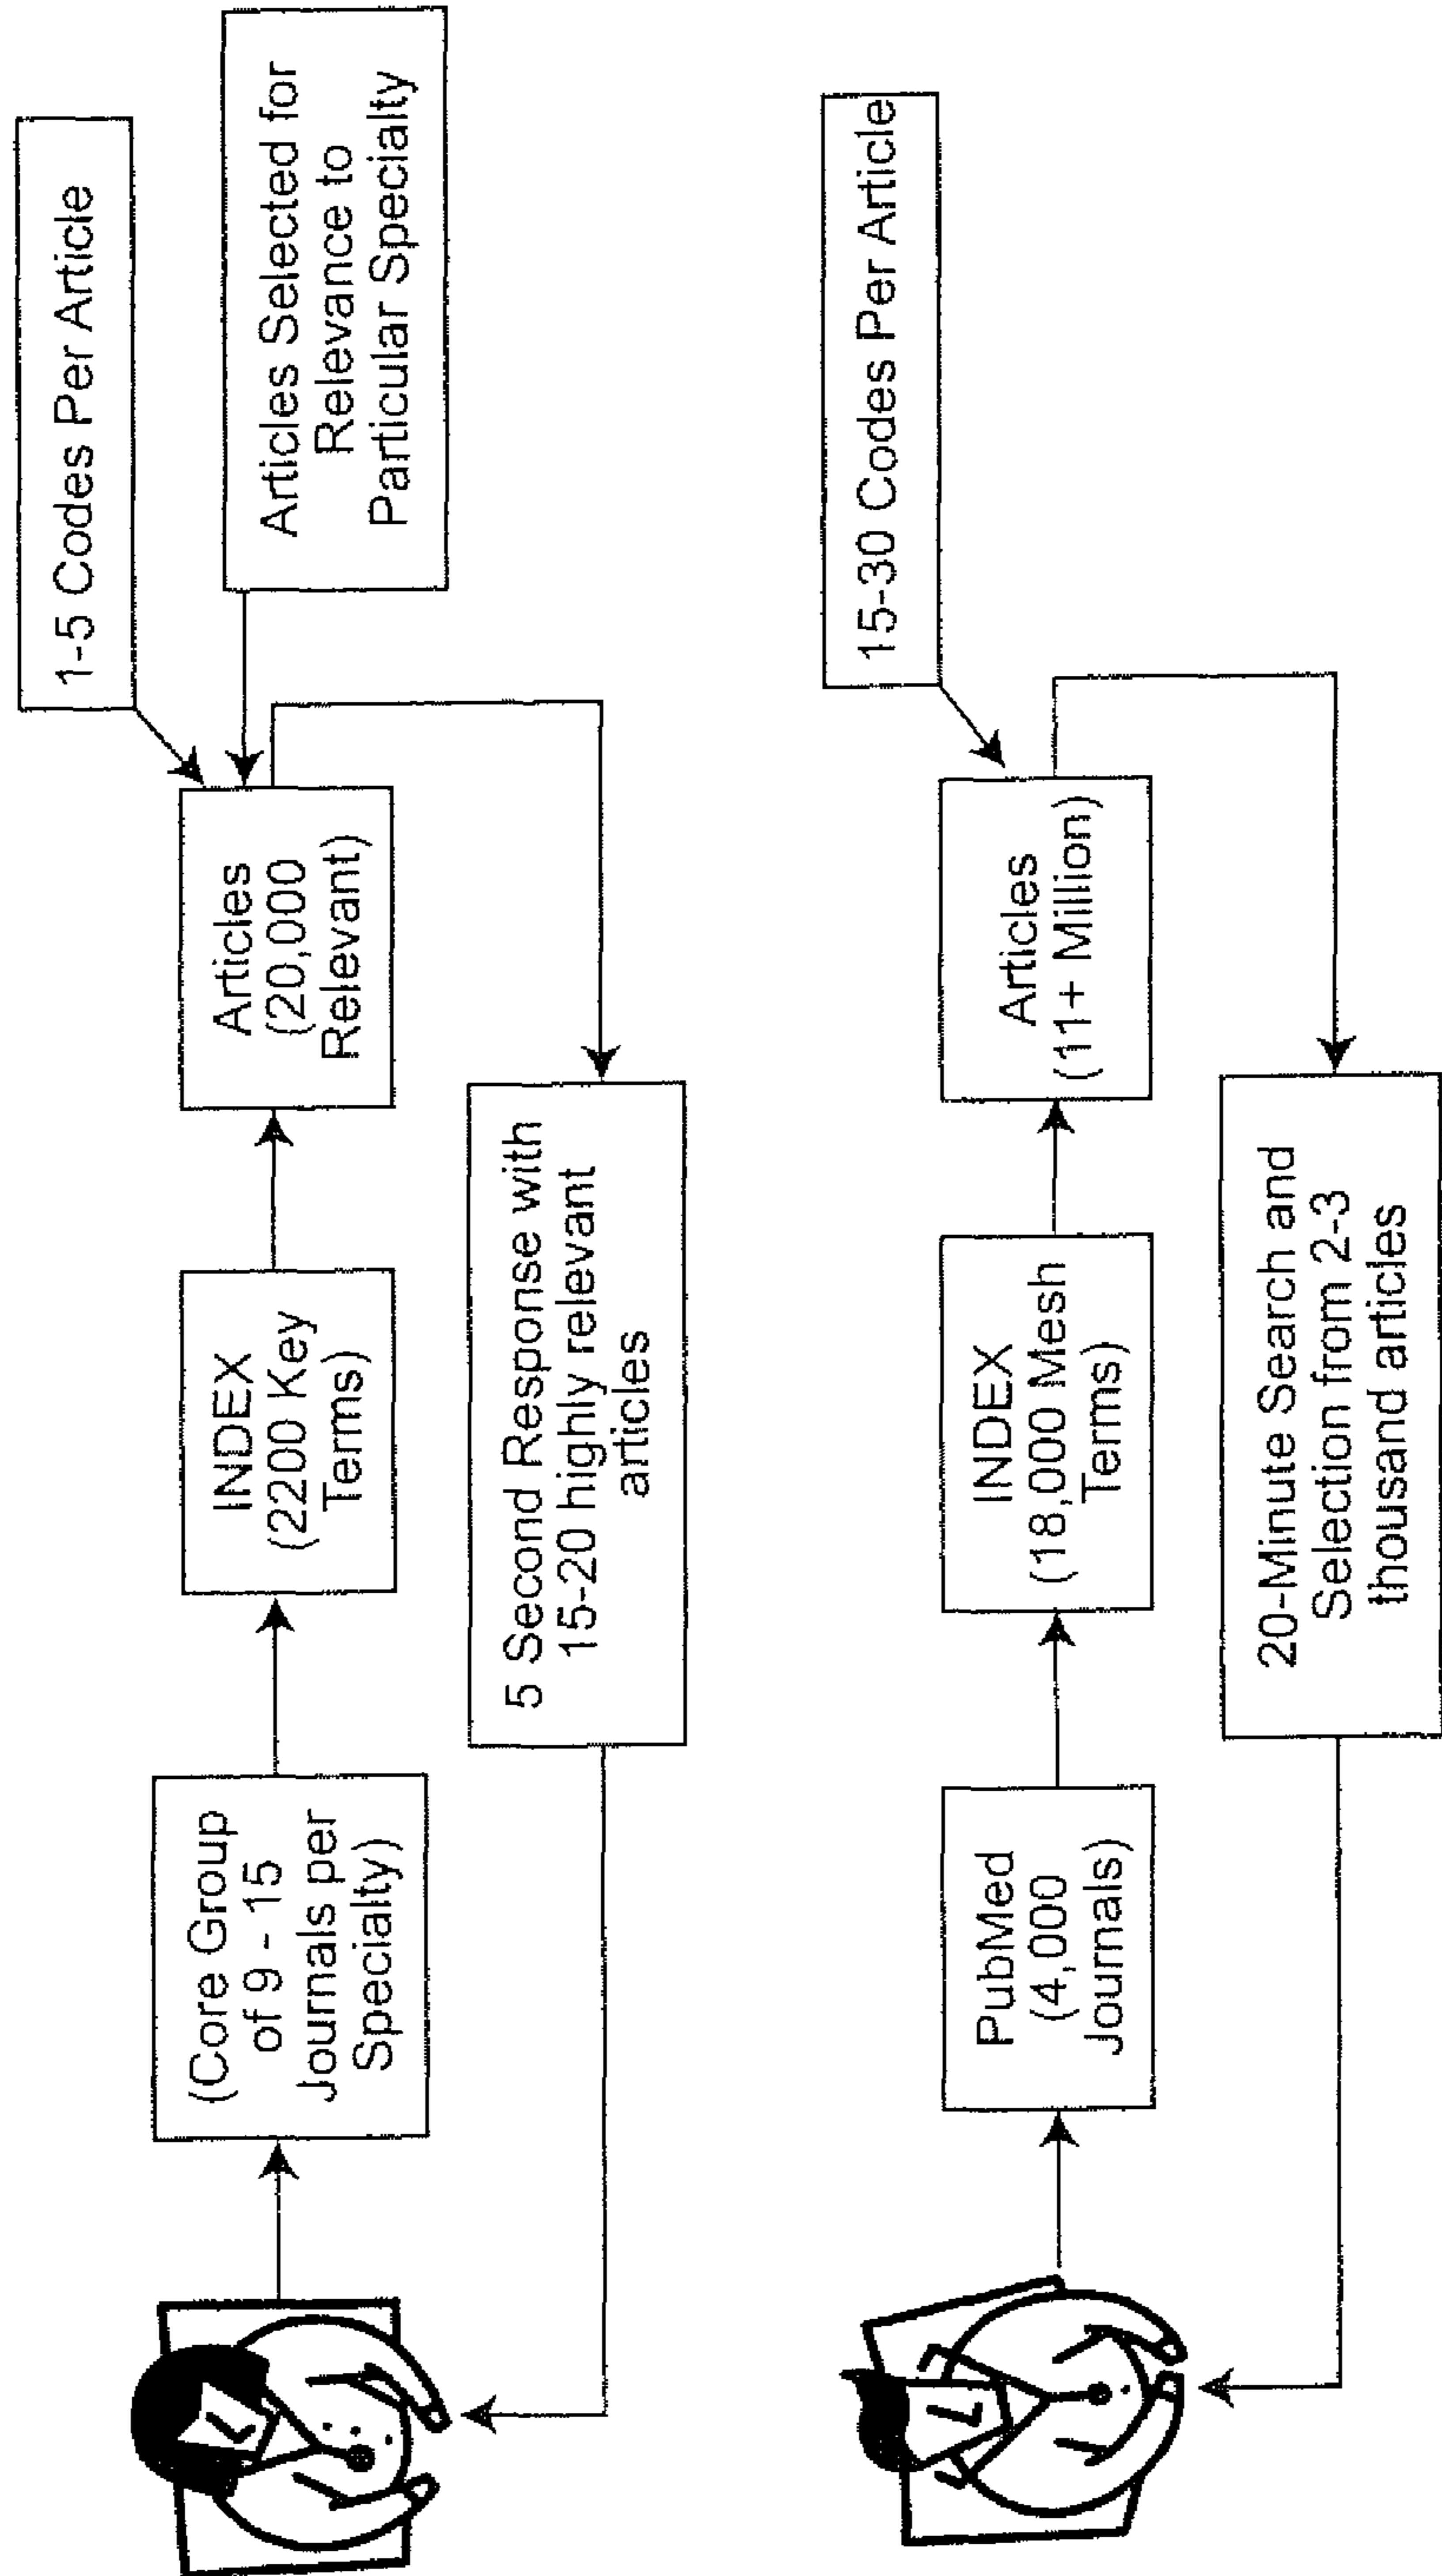 1-5 Codes Per Article
Articles Selected for
Relevance to
Particular Specialty
(Core Group
of 9 - 15
Journals per
Specialty)
INDEX
(2200 Key
Terms)
Articles
(20,000
Relevant)
5 Second Response with
15-20 highly relevant
articles
15-30 Codes Per Article
PubMed
(4,000
Journals)
INDEX
(18,000 Mesh
Terms)
Articles
(11+ Million)
20-Minute Search and
Selection from 2-3
thousand articles